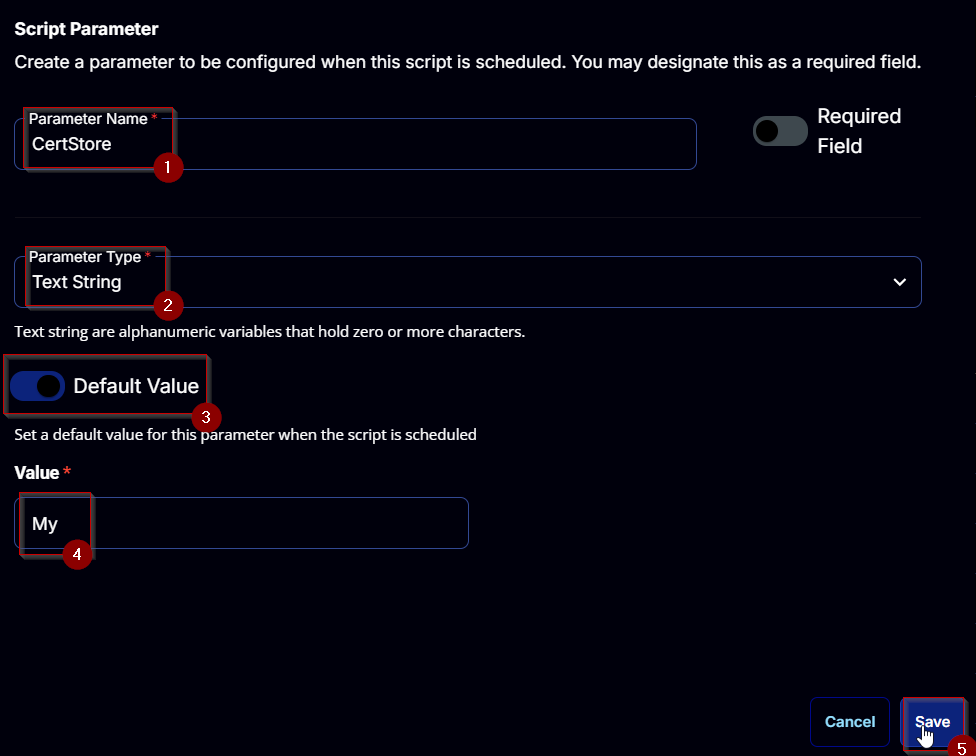 Script Parameter
Create a parameter to be configured when this script is scheduled. You may designate this as a required field.
Parameter Name *
CertStore
1
Required
Field
Parameter Type *
Text String
2
Text string are alphanumeric variables that hold zero or more characters.
Default Value
3
Set a default value for this parameter when the script is scheduled
Value *
My
4
Cancel
Save
5